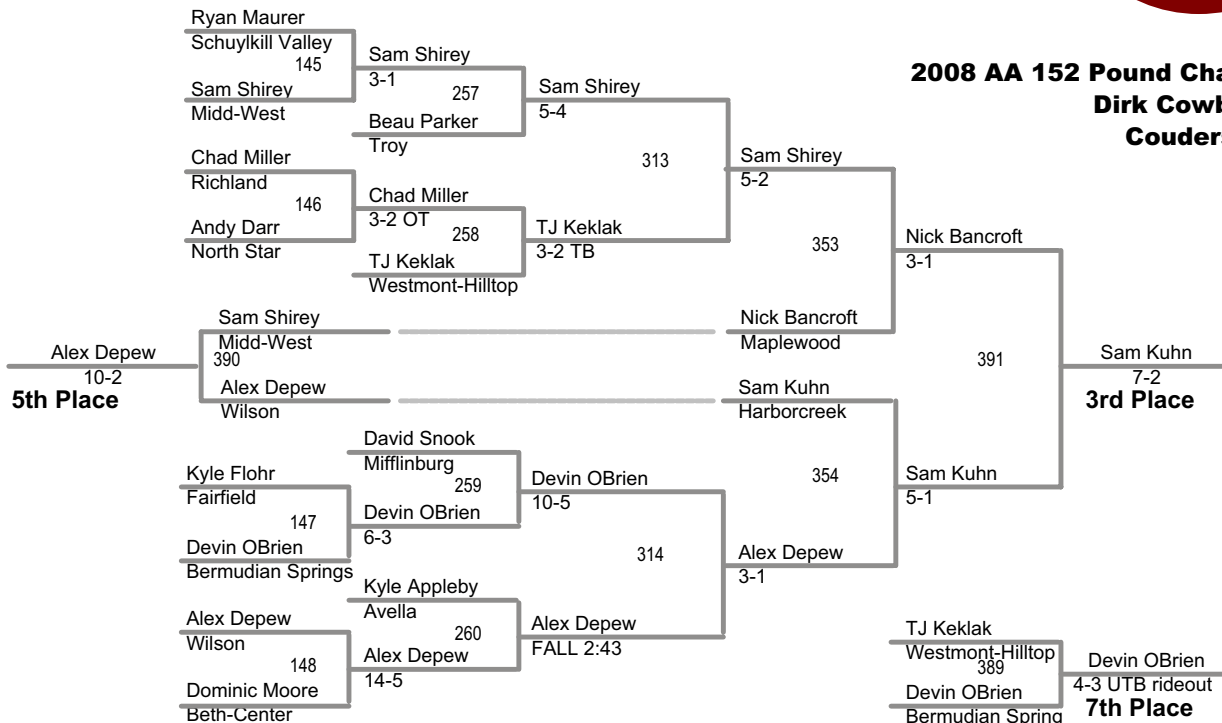 Ryan Maurer
Schuylkill Valley
145
Sam Shirey
3-1
Sam Shirey
Midd-West
257
Sam Shirey
5-4
Beau Parker
Troy
2008 AA 152 Pound Cha
Dirk Cowb
Couders
Chad Miller
Richland
146
Chad Miller
3-2 OT
Andy Darr
North Star
258
TJ Keklak
3-2 TB
TJ Keklak
Westmont-Hilltop
313
Sam Shirey
5-2
353
Nick Bancroft
3-1
Sam Shirey
Midd-West
Nick Bancroft
Maplewood
Alex Depew
10-2
5th Place
390
391
Sam Kuhn
7-2
3rd Place
Alex Depew
Wilson
Sam Kuhn
Harborcreek
David Snook
Mifflinburg
Kyle Flohr
Fairfield
259
Devin OBrien
10-5
354
Sam Kuhn
5-1
147
Devin OBrien
6-3
Devin OBrien
Bermudian Springs
314
Alex Depew
3-1
Kyle Appleby
Avella
Alex Depew
Wilson
260
Alex Depew
FALL 2:43
148
Alex Depew
14-5
Dominic Moore
Beth-Center
TJ Keklak
Westmont-Hilltop
389
Devin OBrien
4-3 UTB rideout
7th Place
Devin OBrien
Bermudian Spring